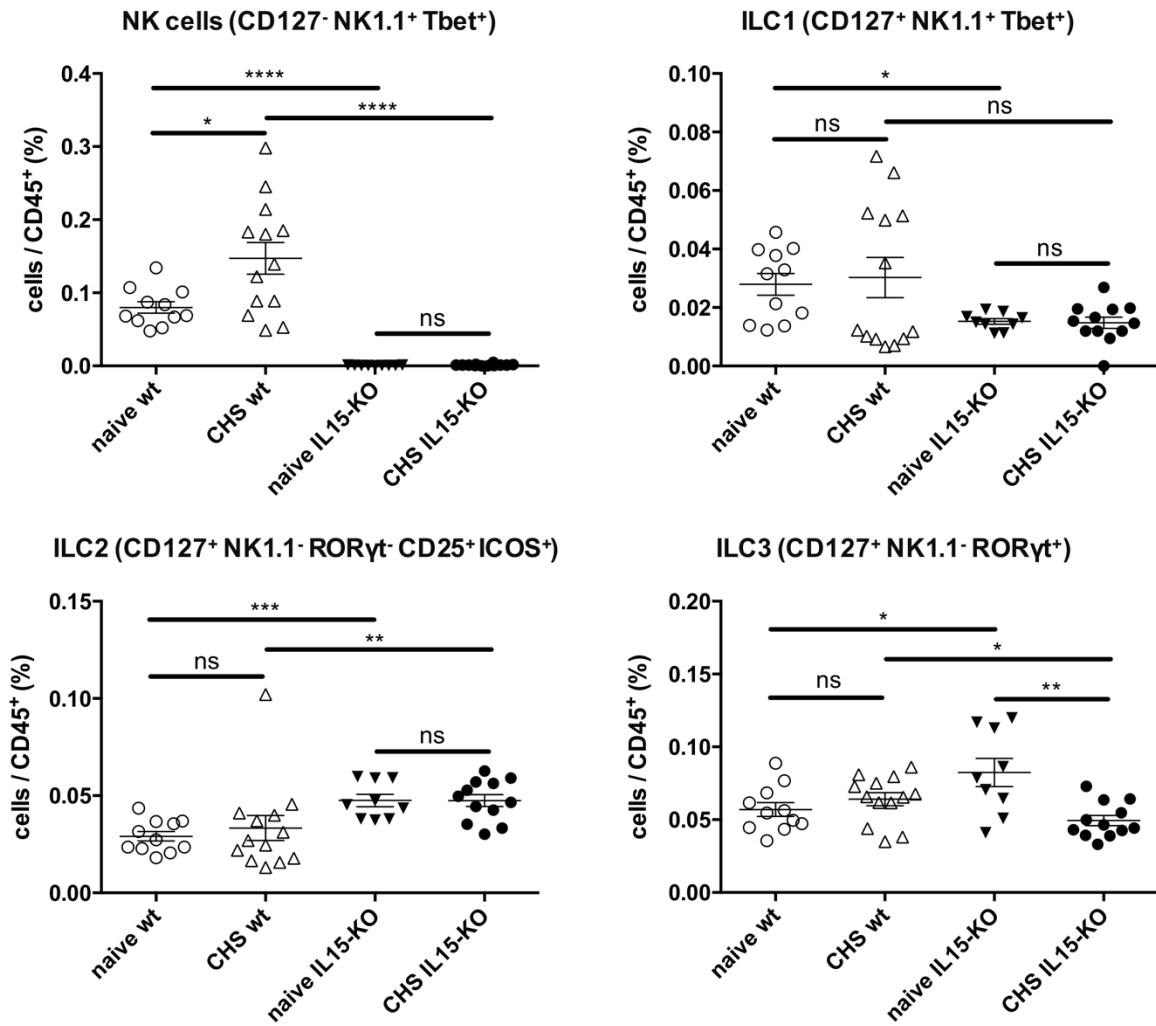 NK cells (CD127⁻ NK1.1⁺ Tbet⁺)
cells / CD45⁺ (%)
0.4
0.3
0.2
0.1
0.0
****
*
****
ns
naive wt
CHS wt
naive IL15-KO
CHS IL15-KO
ILC1 (CD127⁺ NK1.1⁺ Tbet⁺)
cells / CD45⁺ (%)
0.10
0.08
0.06
0.04
0.02
0.00
*
ns
ns
ns
naive wt
CHS wt
naive IL15-KO
CHS IL15-KO
ILC2 (CD127⁺ NK1.1⁻ RORγt⁻ CD25⁺ ICOS⁺)
cells / CD45⁺ (%)
0.15
0.10
0.05
0.00
***
**
ns
ns
naive wt
CHS wt
naive IL15-KO
CHS IL15-KO
ILC3 (CD127⁺ NK1.1⁻ RORγt⁺)
cells / CD45⁺ (%)
0.20
0.15
0.10
0.05
0.00
*
*
ns
**
naive wt
CHS wt
naive IL15-KO
CHS IL15-KO